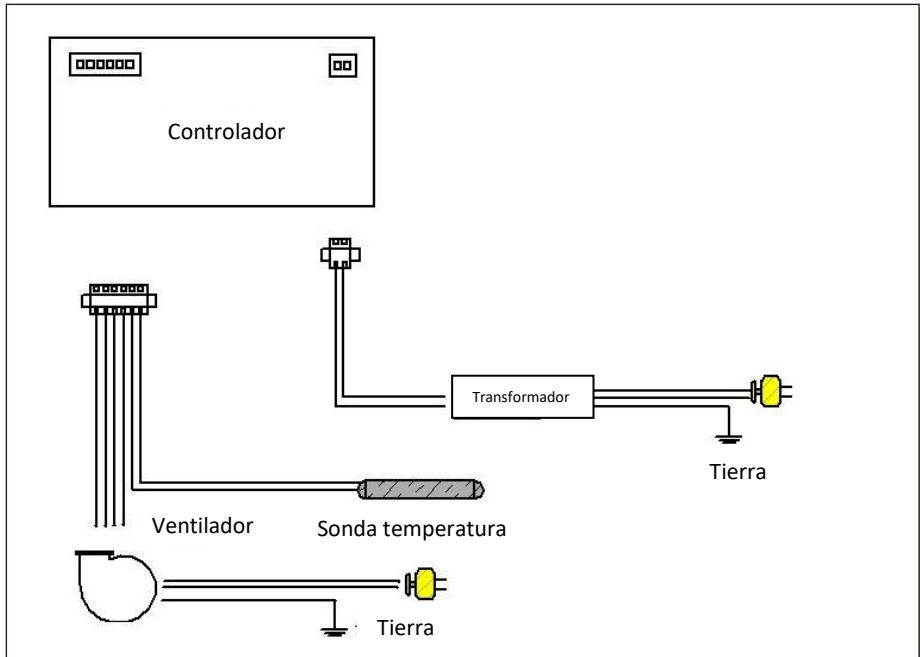 Controlador
Transformador
Tierra
Ventilador
Sonda temperatura
Tierra